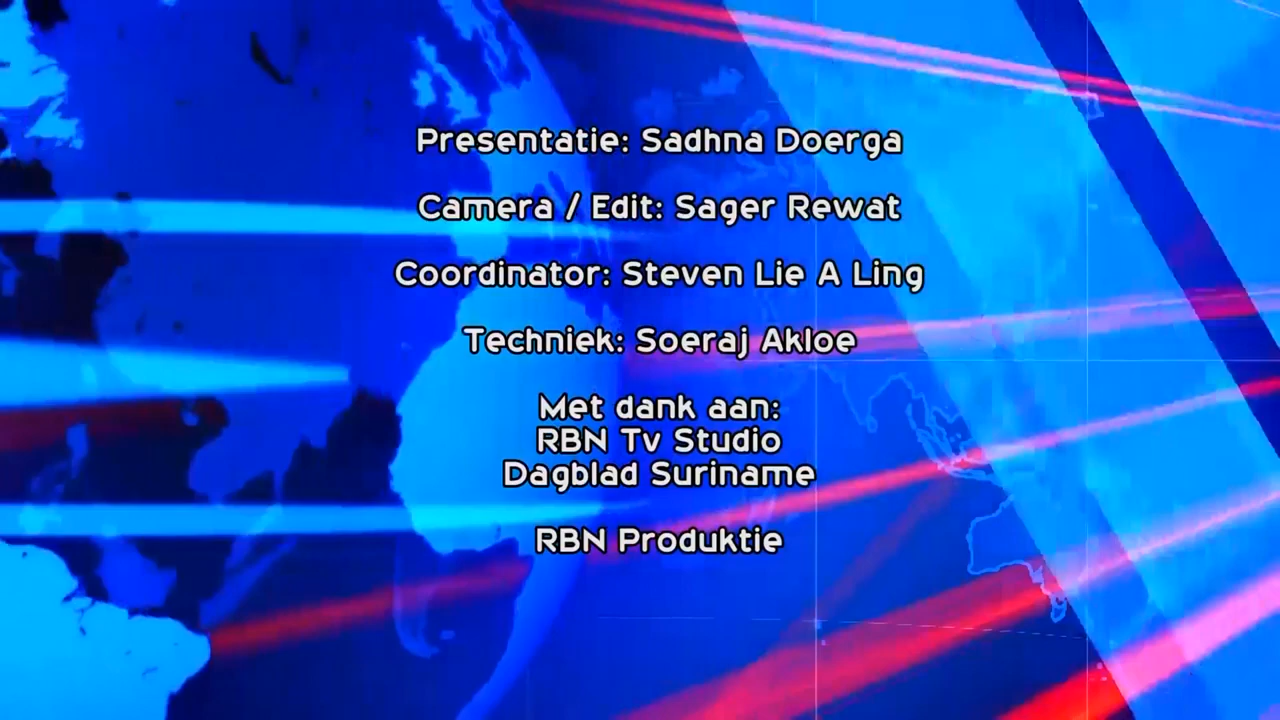 Presentatie: Sadhna Doerga
Camera / Edit: Sager Rewat
Coordinator: Steven Lie A Ling
Techniek: Soeraj Akloe
Met dank aan:
RBN Tv Studio
Dagblad Suriname
RBN Produktie